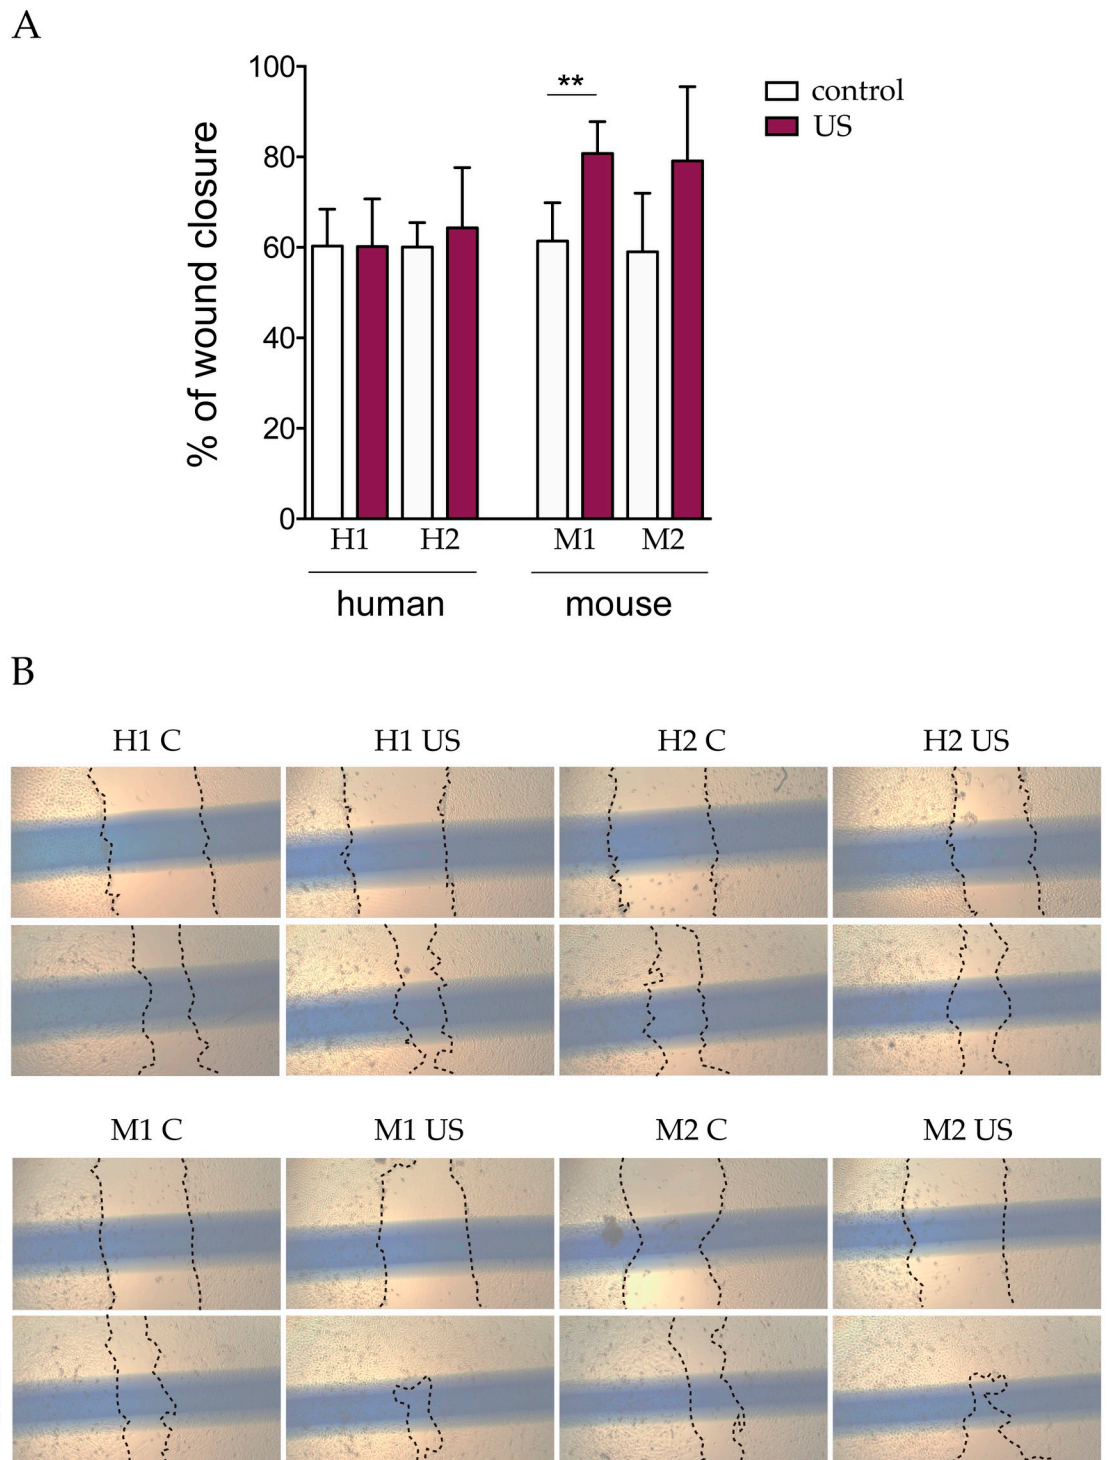 A
100
80
60
40
20
0
% of wound closure
**
control
US
H1 H2 M1 M2
human mouse
B
H1 C H1 US H2 C H2 US
M1 C M1 US M2 C M2 US